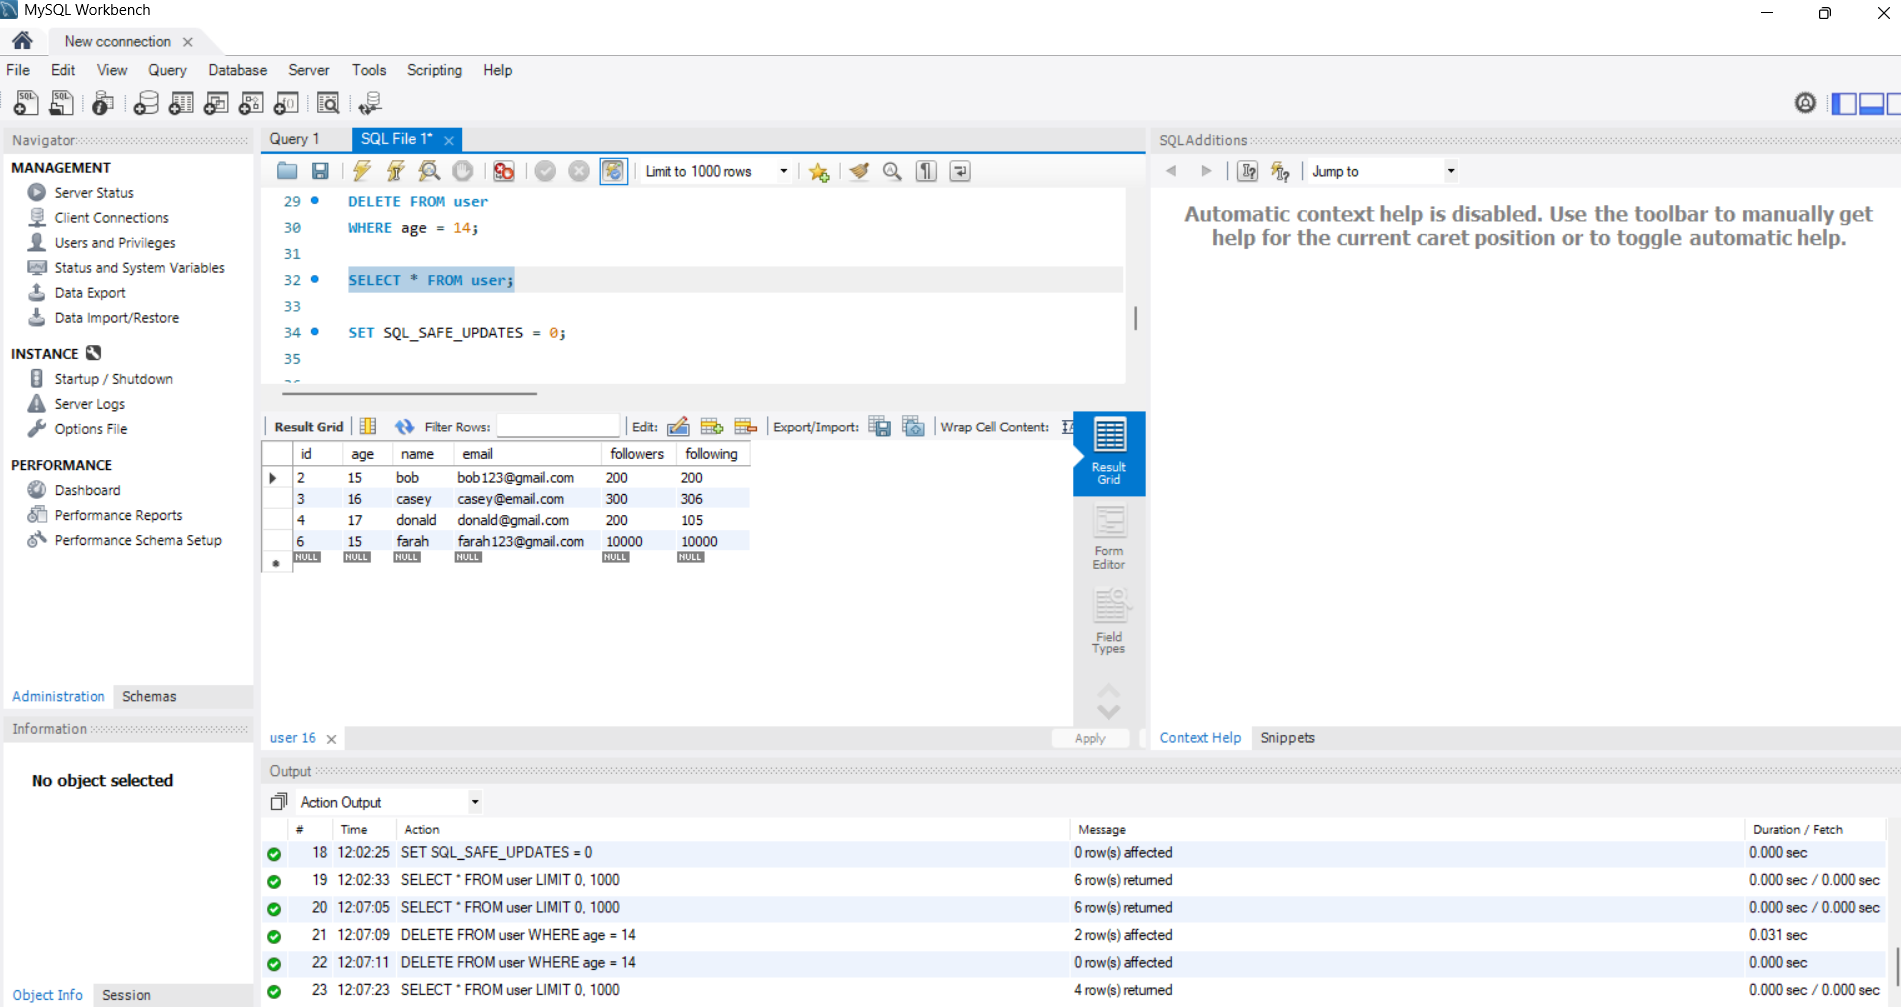 MySQL Workbench
New cconnection
File Edit View Query Database Server Tools Scripting Help
Navigator
MANAGEMENT
Server Status
Client Connections
Users and Privileges
Status and System Variables
Data Export
Data Import/Restore
INSTANCE
Startup / Shutdown
Server Logs
Options File
PERFORMANCE
Dashboard
Performance Reports
Performance Schema Setup
Administration Schemas
Information
No object selected
Object Info Session
Query 1 SQL File 1*
Limit to 1000 rows
29 DELETE FROM user
30 WHERE age = 14;
31
32 SELECT * FROM user;
33
34 SET SQL_SAFE_UPDATES = 0;
35
Result Grid Filter Rows: Edit: Export/Import: Wrap Cell Content:
id age name email followers following
2 15 bob bob123@gmail.com 200 200
3 16 casey casey@email.com 300 306
4 17 donald donald@gmail.com 200 105
6 15 farah farah123@gmail.com 10000 10000
NULL NULL NULL NULL NULL NULL
Result
Grid
Form
Editor
Field
Types
user 16
Apply
SQLAdditions
Jump to
Automatic context help is disabled. Use the toolbar to manually get
help for the current caret position or to toggle automatic help.
Context Help Snippets
Output
Action Output
# Time Action Message Duration / Fetch
18 12:02:25 SET SQL_SAFE_UPDATES = 0 0 row(s) affected 0.000 sec
19 12:02:33 SELECT * FROM user LIMIT 0, 1000 6 row(s) returned 0.000 sec / 0.000 sec
20 12:07:05 SELECT * FROM user LIMIT 0, 1000 6 row(s) returned 0.000 sec / 0.000 sec
21 12:07:09 DELETE FROM user WHERE age = 14 2 row(s) affected 0.031 sec
22 12:07:11 DELETE FROM user WHERE age = 14 0 row(s) affected 0.000 sec
23 12:07:23 SELECT * FROM user LIMIT 0, 1000 4 row(s) returned 0.000 sec / 0.000 sec